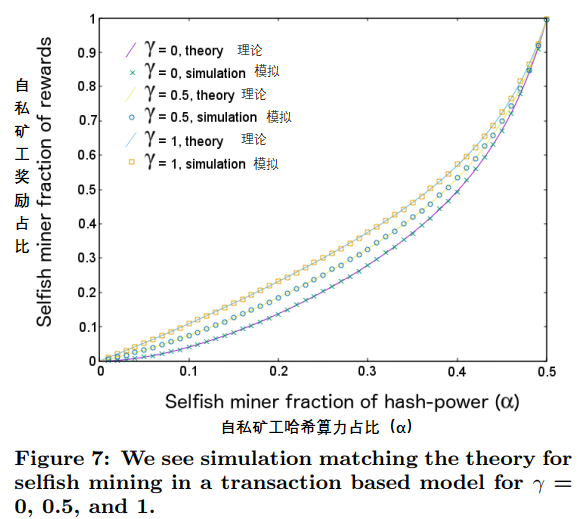 1
0.9
0.8
0.7
0.6
0.5
0.4
0.3
0.2
0.1
0
γ = 0, theory 理论
γ = 0, simulation 模拟
γ = 0.5, theory 理论
γ = 0.5, simulation 模拟
γ = 1, theory 理论
γ = 1, simulation 模拟
自私矿工奖励占比
Selfish miner fraction of rewards
0 0.1 0.2 0.3 0.4 0.5
Selfish miner fraction of hash-power (α)
自私矿工哈希算力占比 (α)
Figure 7: We see simulation matching the theory for
selfish mining in a transaction based model for γ =
0, 0.5, and 1.